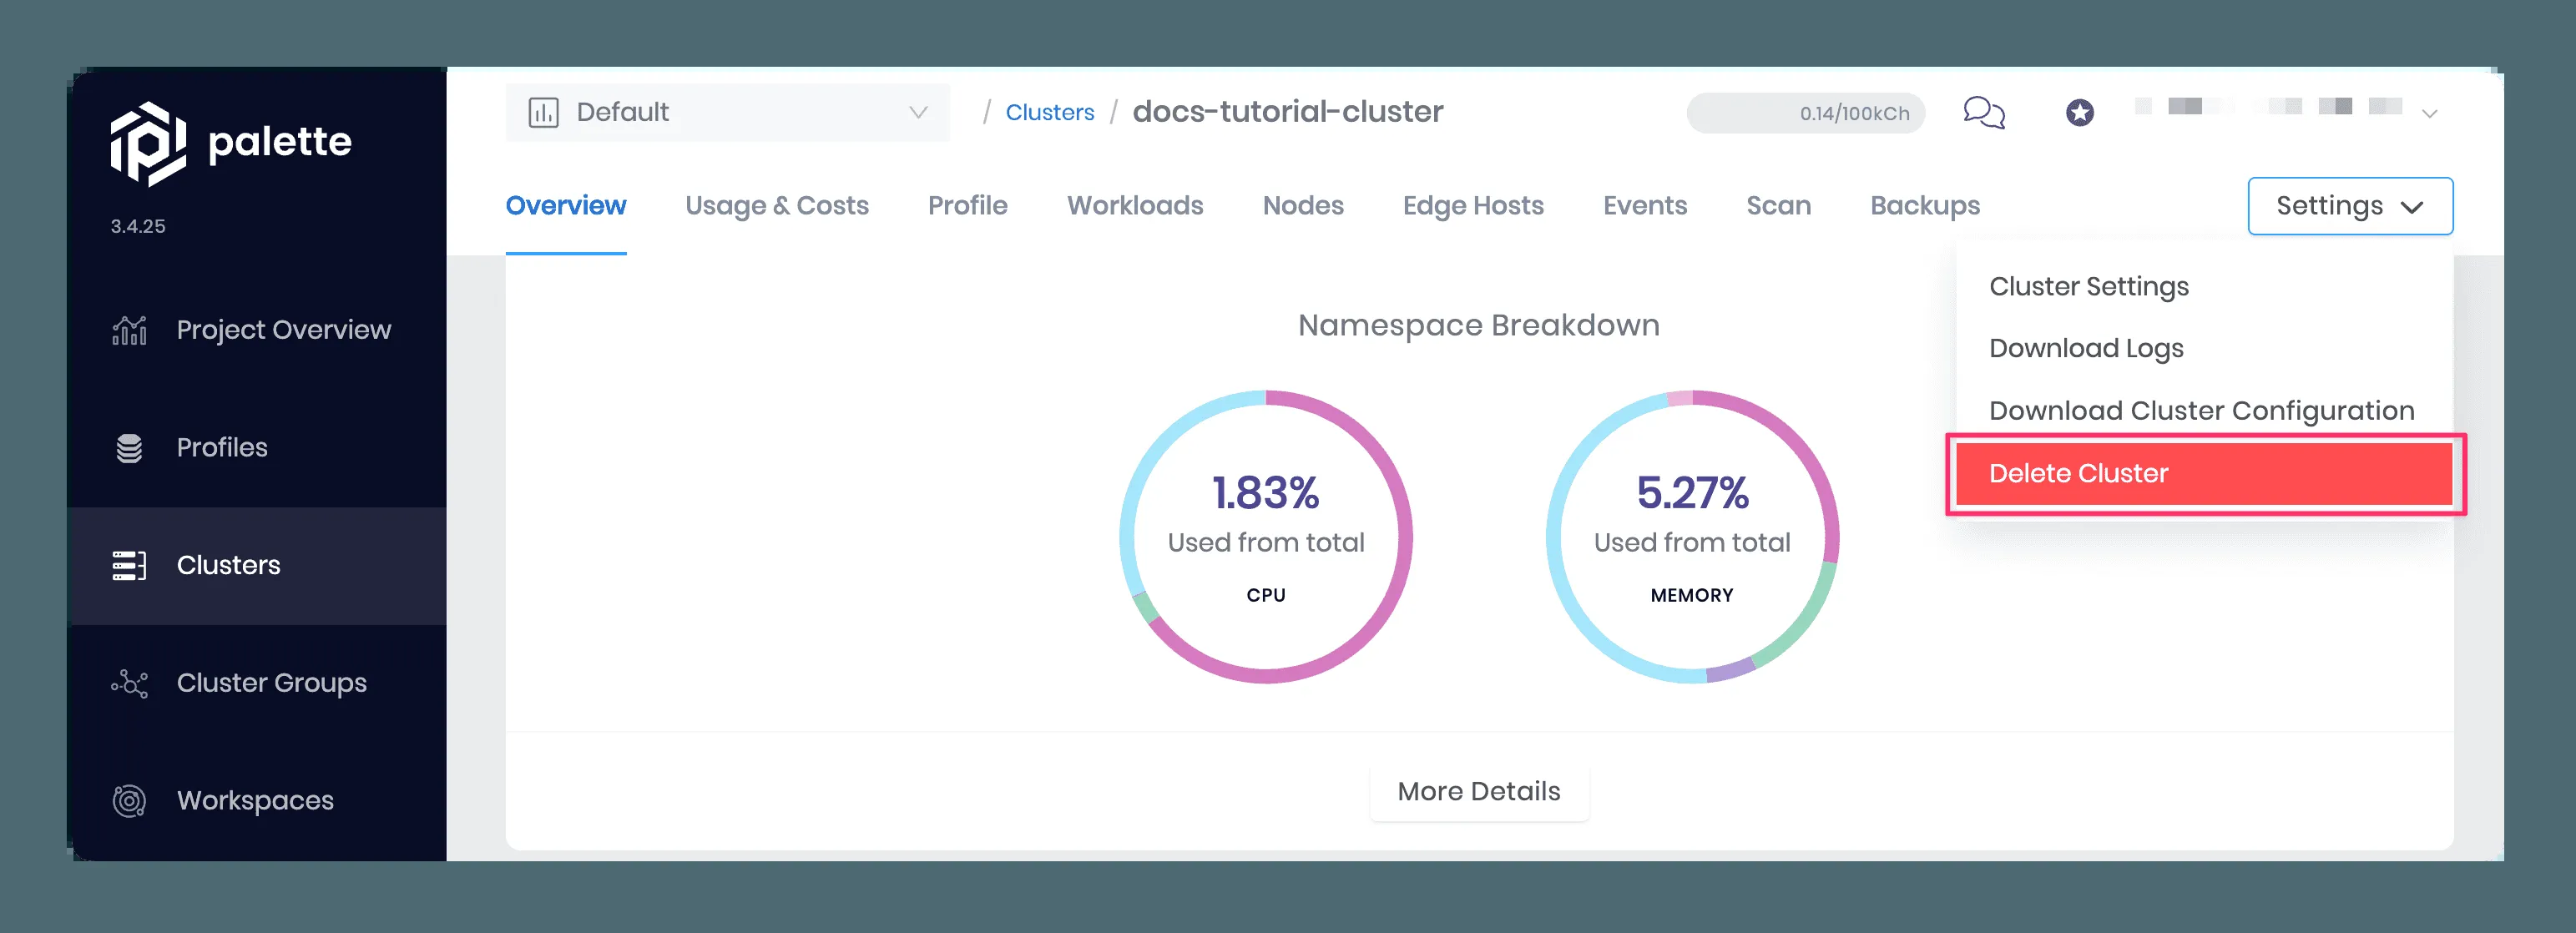 palette
3.4.25
Project Overview
Profiles
Clusters
Cluster Groups
Workspaces
Default
/ Clusters / docs-tutorial-cluster
0.14/100kCh
Overview Usage & Costs Profile Workloads Nodes Edge Hosts Events Scan Backups
Settings
Cluster Settings
Download Logs
Download Cluster Configuration
Delete Cluster
Namespace Breakdown
1.83%
Used from total
CPU
5.27%
Used from total
MEMORY
More Details